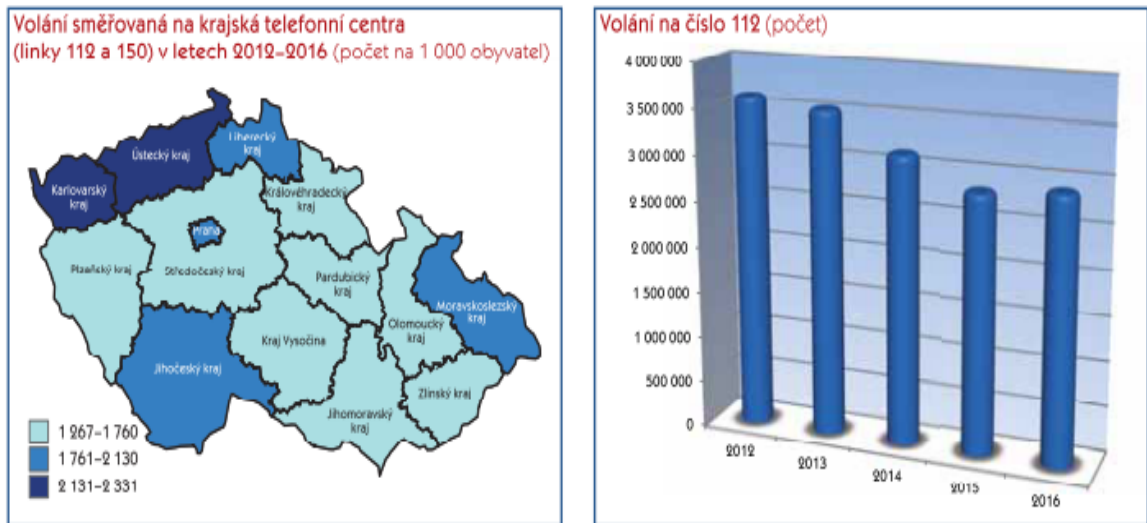 Volání směřovaná na krajská telefonní centra
(linky 112 a 150) v letech 2012–2016 (počet na 1 000 obyvatel)
Liberecký
kraj
Ústecký kraj
Karlovarský
kraj
Královéhradecký
kraj
Praha
Plzeňský kraj
Středočeský kraj
Pardubický
kraj
Moravskoslezský
kraj
Olomoucký
kraj
Kraj Vysočina
Jihočeský kraj
Zlínský kraj
Jihomoravský
kraj
1 267–1 760
1 761–2 130
2 131–2 331
Volání na číslo 112 (počet)
4 000 000
3 500 000
3 000 000
2 500 000
2 000 000
1 500 000
1 000 000
500 000
0
2012
2013
2014
2015
2016